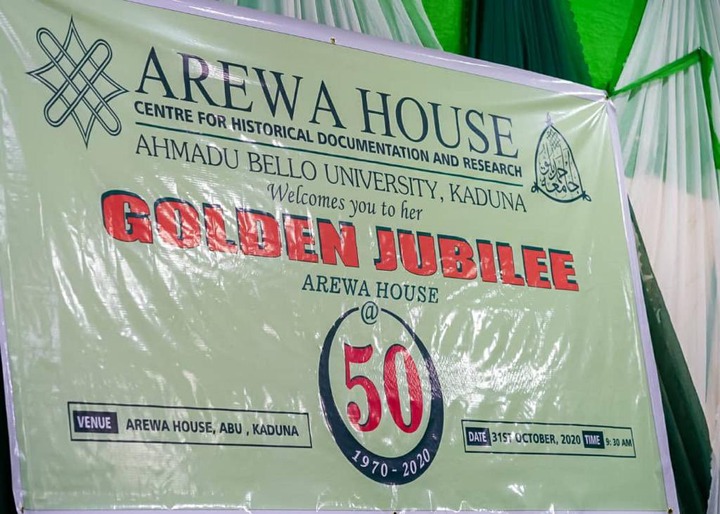 AREWA HOUSE
CENTRE FOR HISTORICAL DOCUMENTATION AND RESEARCH
AHMADU BELLO UNIVERSITY, KADUNA
Welcomes you to her
GOLDEN JUBILEE
AREWA HOUSE
@
50
1970 - 2020
VENUE AREWA HOUSE, ABU , KADUNA
DATE 31ST OCTOBER, 2020 TIME 9: 30 AM